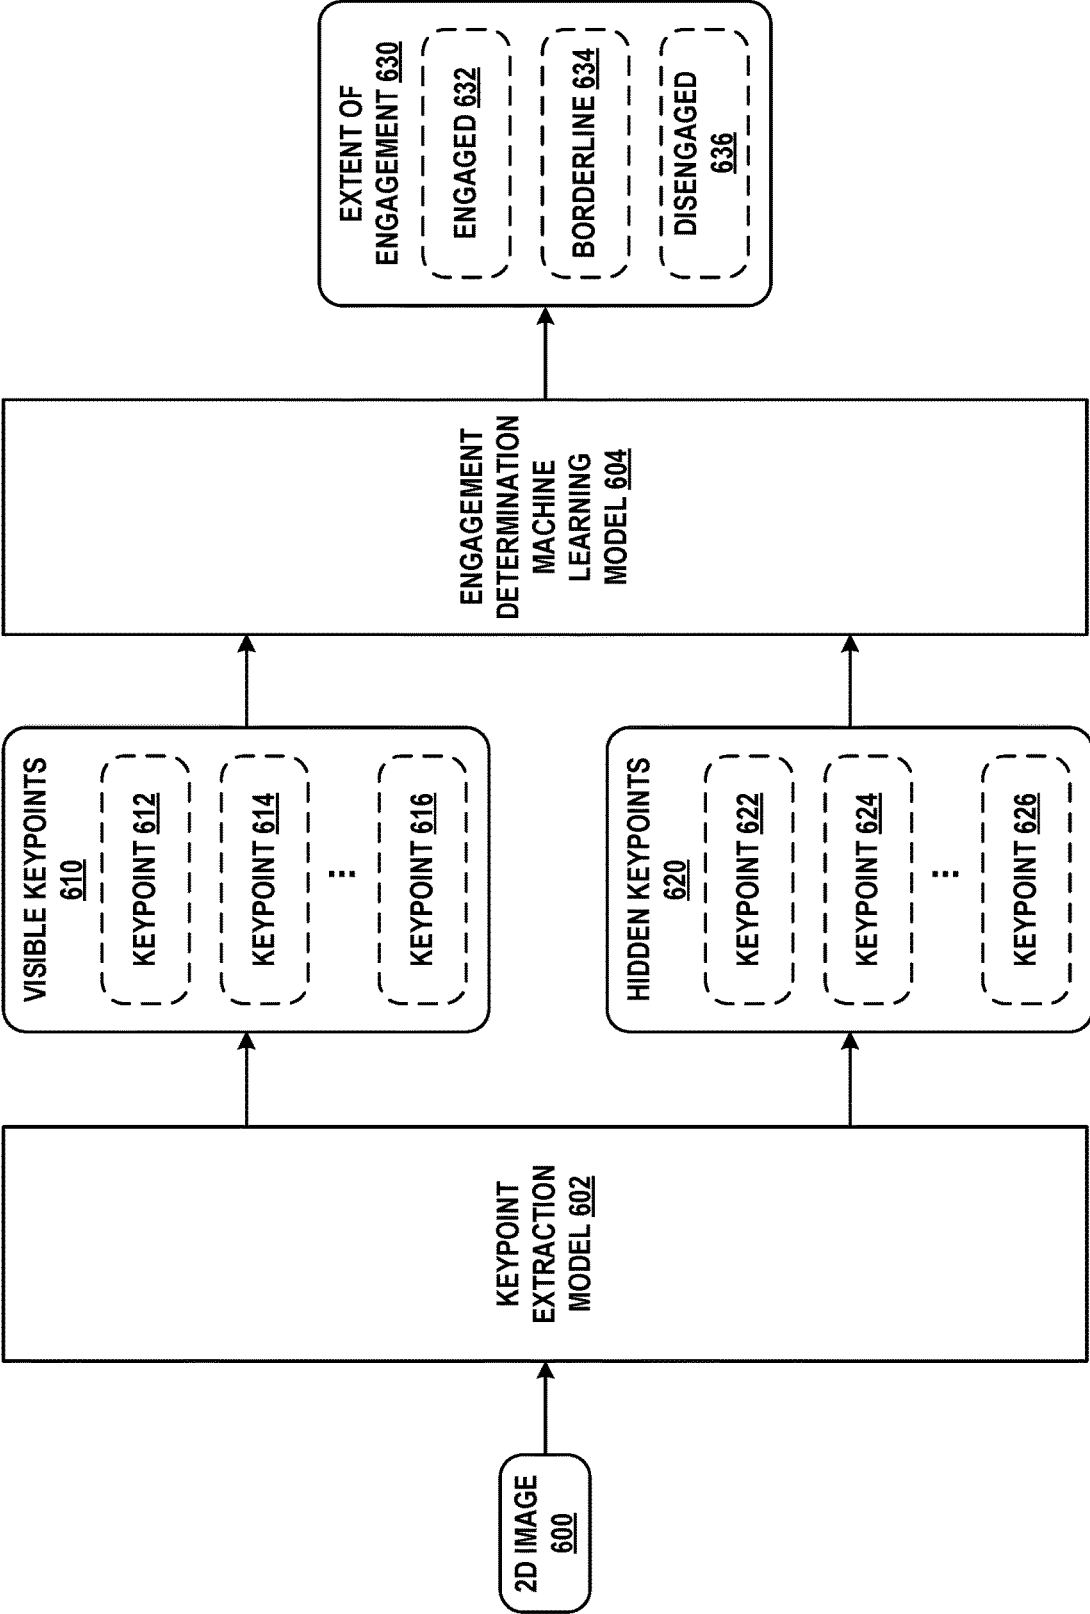 2D IMAGE
600
KEYPOINT
EXTRACTION
MODEL 602
VISIBLE KEYPOINTS
610
KEYPOINT 612
KEYPOINT 614
...
KEYPOINT 616
HIDDEN KEYPOINTS
620
KEYPOINT 622
KEYPOINT 624
...
KEYPOINT 626
ENGAGEMENT
DETERMINATION
MACHINE
LEARNING
MODEL 604
EXTENT OF
ENGAGEMENT 630
ENGAGED 632
BORDERLINE 634
DISENGAGED
636